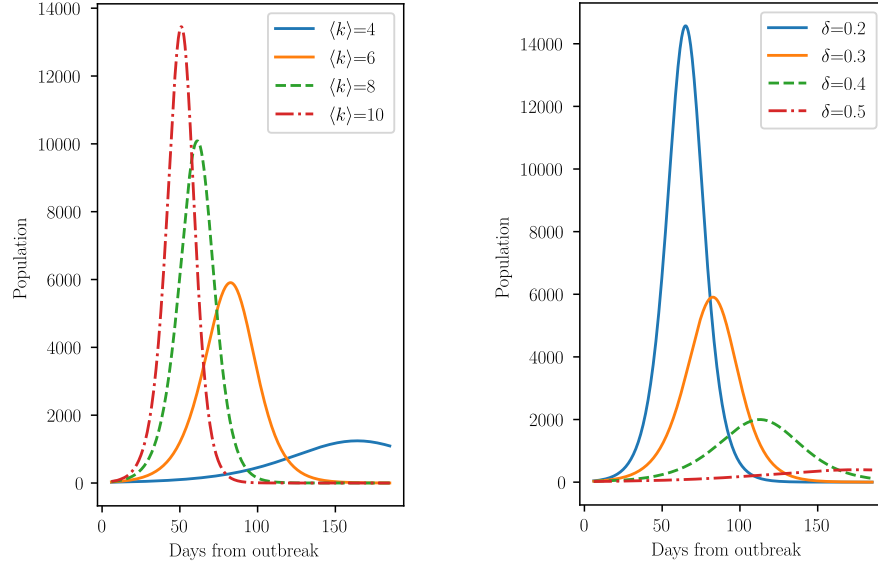 14000
12000
10000
8000
6000
4000
2000
0
Population
0
50
100
150
Days from outbreak
⟨k⟩=4
⟨k⟩=6
⟨k⟩=8
⟨k⟩=10
14000
12000
10000
8000
6000
4000
2000
0
Population
0
50
100
150
Days from outbreak
δ=0.2
δ=0.3
δ=0.4
δ=0.5